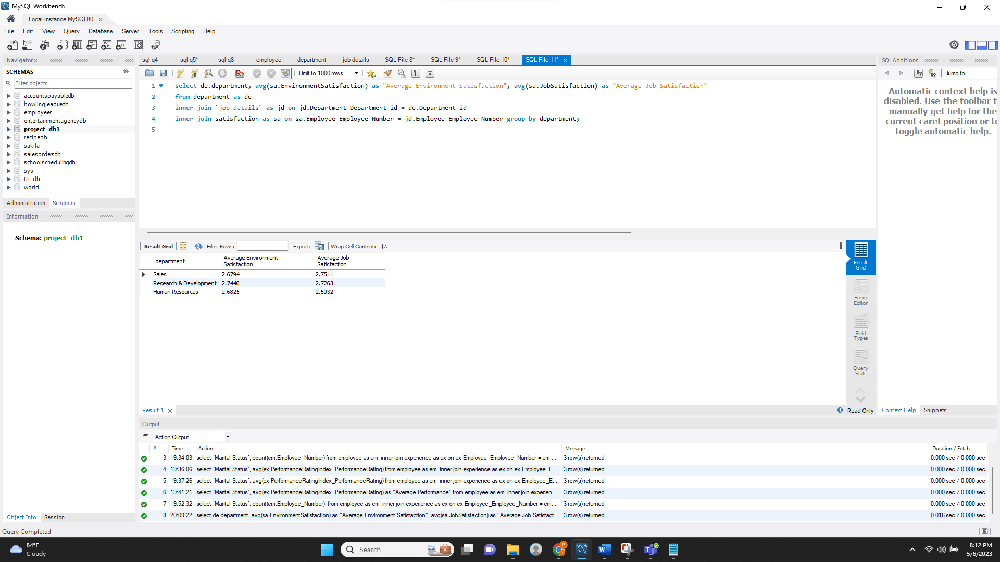 MySQL Workbench
Local instance MySQL80
File Edit View Query Database Server Tools Scripting Help
Navigator
SCHEMAS
Filter objects
accountspayabledb
bowlingleaguedb
employees
entertainmentagencydb
project_db1
recipedb
sakila
salesordersdb
schoolschedulingdb
sys
tti_db
world
Administration Schemas
Information
Schema: project_db1
Object Info Session
sql q4 sql q5* sql q8 employee department job details SQL File 8* SQL File 9* SQL File 10* SQL File 11*
Limit to 1000 rows
1 select de.department, avg(sa.EnvironmentSatisfaction) as "Average Environment Satisfaction", avg(sa.JobSatisfaction) as "Average Job Satisfaction"
2 from department as de
3 inner join `job details` as jd on jd.Department_Department_id = de.Department_id
4 inner join satisfaction as sa on sa.Employee_Employee_Number = jd.Employee_Employee_Number group by department;
5
Result Grid Filter Rows: Export: Wrap Cell Content:
department Average Environment Satisfaction Average Job Satisfaction
Sales 2.6794 2.7511
Research & Development 2.7440 2.7263
Human Resources 2.6825 2.6032
Result Grid
Form Editor
Field Types
Query Stats
Result 1
Read Only
SQLAdditions
Jump to
Automatic context help is
disabled. Use the toolbar t
manually get help for the
current caret position or to
toggle automatic help.
Context Help Snippets
Output
Action Output
# Time Action Message Duration / Fetch
3 19:34:03 select `Marital Status`, count(em.Employee_Number) from employee as em inner join experience as ex on ex.Employee_Employee_Number = em.... 3 row(s) returned 0.000 sec / 0.000 sec
4 19:36:06 select `Marital Status`, avg(ex.PerformanceRatingIndex_PerformanceRating) from employee as em inner join experience as ex on ex.Employee_E... 3 row(s) returned 0.000 sec / 0.000 sec
5 19:37:26 select `Marital Status`, avg(ex.PerformanceRatingIndex_PerformanceRating) from employee as em inner join experience as ex on ex.Employee_E... 3 row(s) returned 0.000 sec / 0.000 sec
6 19:41:21 select `Marital Status`, avg(ex.PerformanceRatingIndex_PerformanceRating) as "Average Performance" from employee as em inner join experien... 3 row(s) returned 0.000 sec / 0.000 sec
7 19:52:32 select `Marital Status`, count(em.Employee_Number) from employee as em inner join experience as ex on ex.Employee_Employee_Number = em.... 3 row(s) returned 0.000 sec / 0.000 sec
8 20:09:22 select de.department, avg(sa.EnvironmentSatisfaction) as "Average Environment Satisfaction", avg(sa.JobSatisfaction) as "Average Job Satisfact... 3 row(s) returned 0.016 sec / 0.000 sec
Query Completed
84°F
Cloudy
Search
8:12 PM
5/6/2023